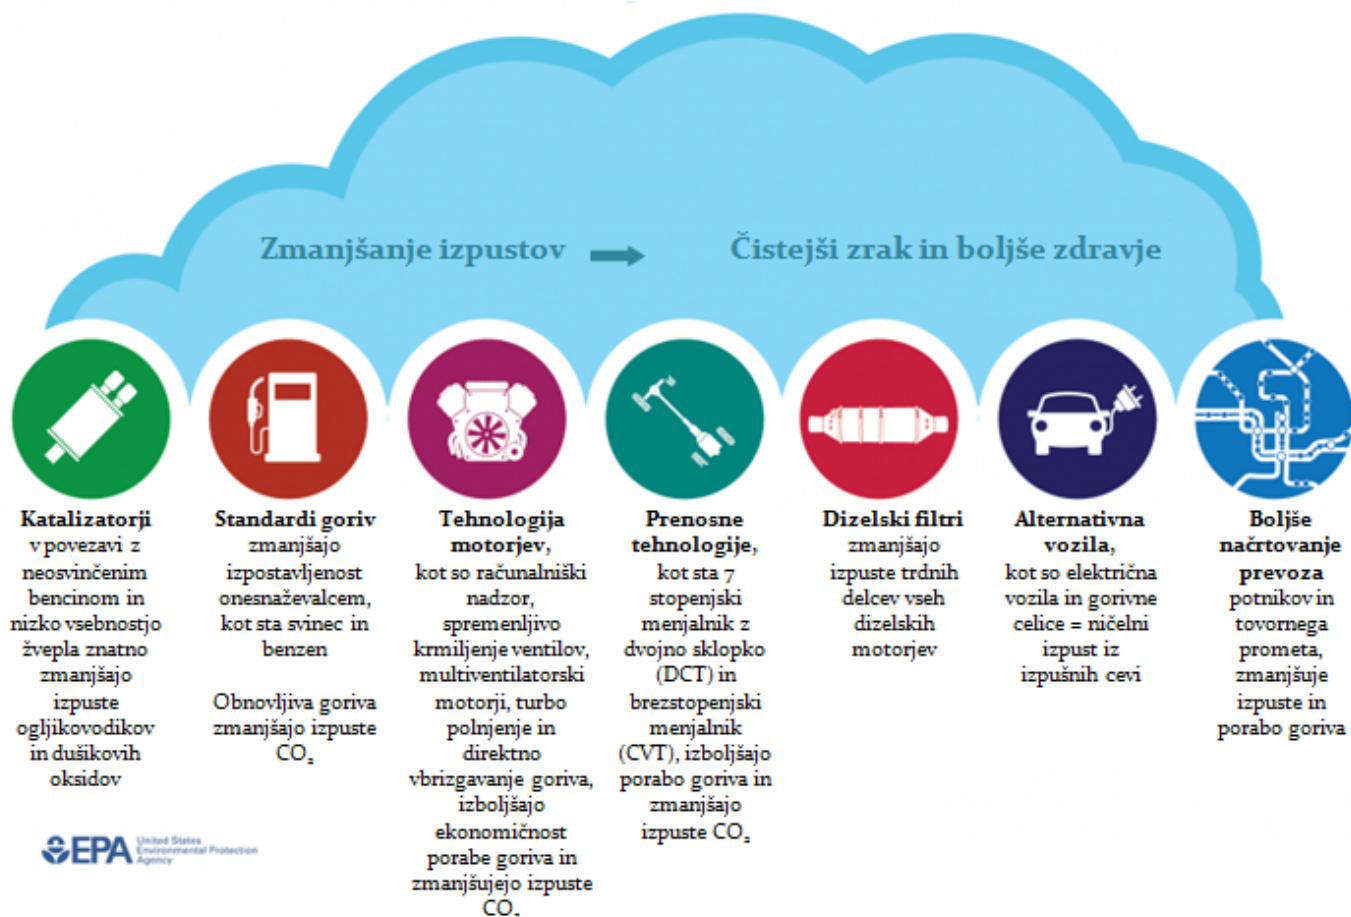 Zmanjšanje izpustov
Čistejši zrak in boljše zdravje
Katalizatorji
v povezavi z
neosvinčenim
bencinom in
nizko vsebnostjo
žvepla znatno
zmanjšajo
izpuste
ogljikovodikov
in dušikovih
oksidov
Standardi goriv
zmanjšajo
izpostavljenost
onesnaževalcem,
kot sta svinec in
benzen
Obnovljiva goriva
zmanjšajo izpuste
CO₂
Tehnologija
motorjev,
kot so računalniški
nadzor,
spremenljivo
krmiljenje ventilov,
multiventilatorski
motorji, turbo
polnjenje in
direktno
vbrizgavanje goriva,
izboljšajo
ekonomičnost
porabe goriva in
zmanjšujejo izpuste
CO₂
Prenosne
tehnologije,
kot sta 7
stopenjski
menjalnik z
dvojno sklopko
(DCT) in
brezstopenjski
menjalnik
(CVT), izboljšajo
porabo goriva in
zmanjšajo
izpuste CO₂
Dizelski filtri
zmanjšajo
izpuste trdnih
delcev vseh
dizelskih
motorjev
Alternativna
vozila,
kot so električna
vozila in gorivne
celice = ničelni
izpust iz
izpušnih cevi
Boljše
načrtovanje
prevoza
potnikov in
tovornega
prometa,
zmanjšuje
izpuste in
porabo goriva
EPA
United States
Environmental Protection
Agency